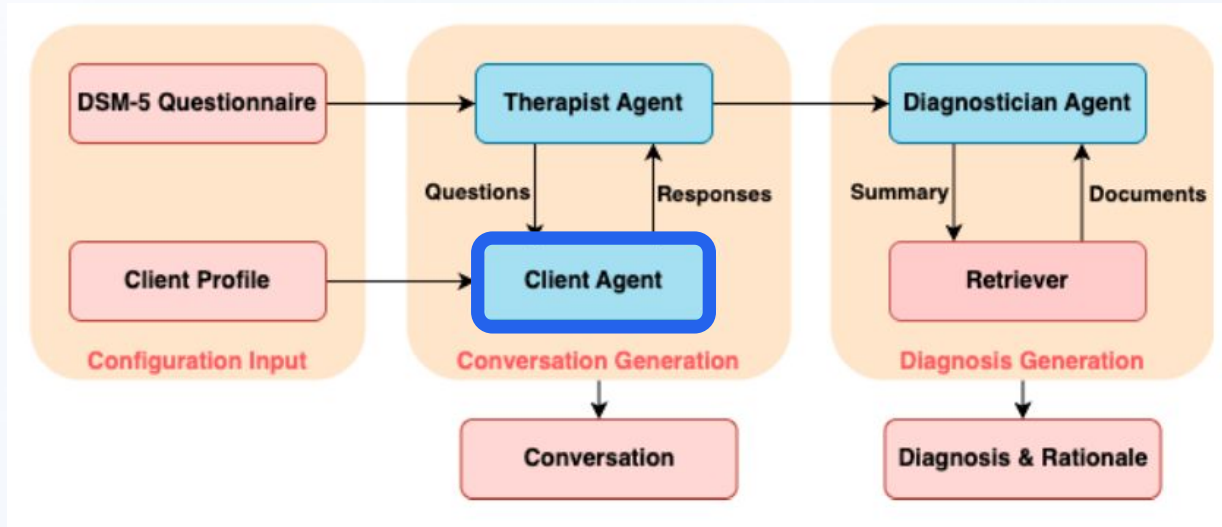 DSM-5 Questionnaire
Therapist Agent
Diagnostician Agent
Questions
Responses
Summary
Documents
Client Profile
Client Agent
Retriever
Configuration Input
Conversation Generation
Diagnosis Generation
Conversation
Diagnosis & Rationale